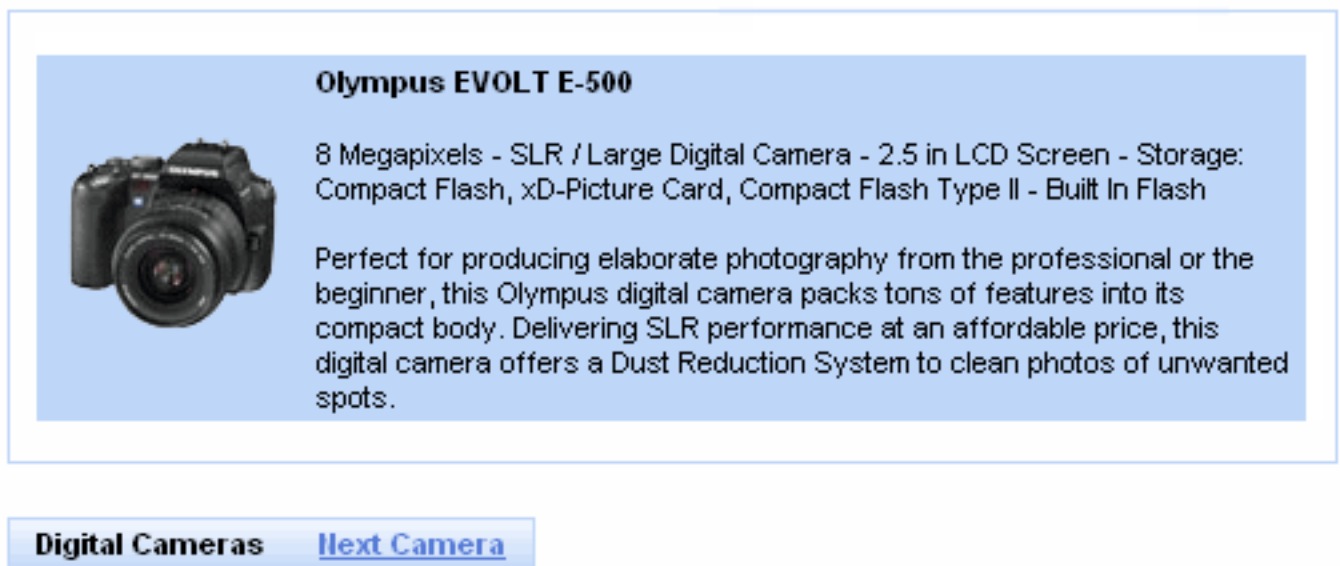 Olympus EVOLT E-500
8 Megapixels - SLR / Large Digital Camera - 2.5 in LCD Screen - Storage:
Compact Flash, xD-Picture Card, Compact Flash Type II - Built In Flash
OLYMPUS
Perfect for producing elaborate photography from the professional or the
beginner, this Olympus digital camera packs tons of features into its
compact body. Delivering SLR performance at an affordable price, this
digital camera offers a Dust Reduction System to clean photos of unwanted
spots.
Digital Cameras Next Camera